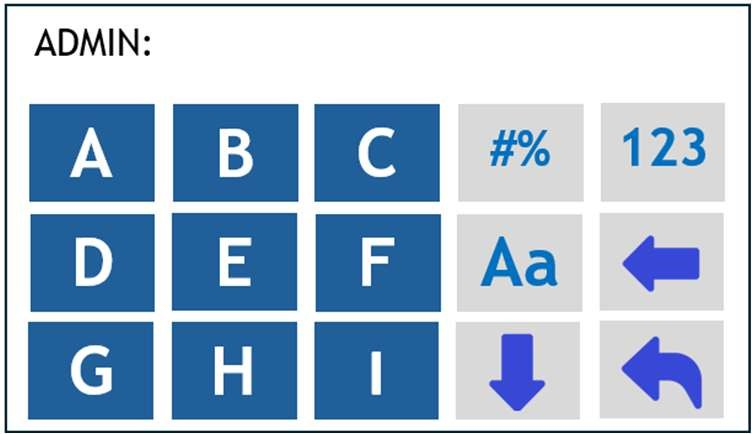 ADMIN:
A B C #% 123
D E F Aa
G H I